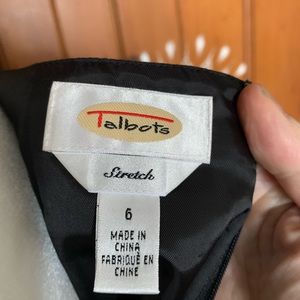 Talbots
Stretch
6
MADE IN
CHINA
FABRIQUÉ EN
CHINE